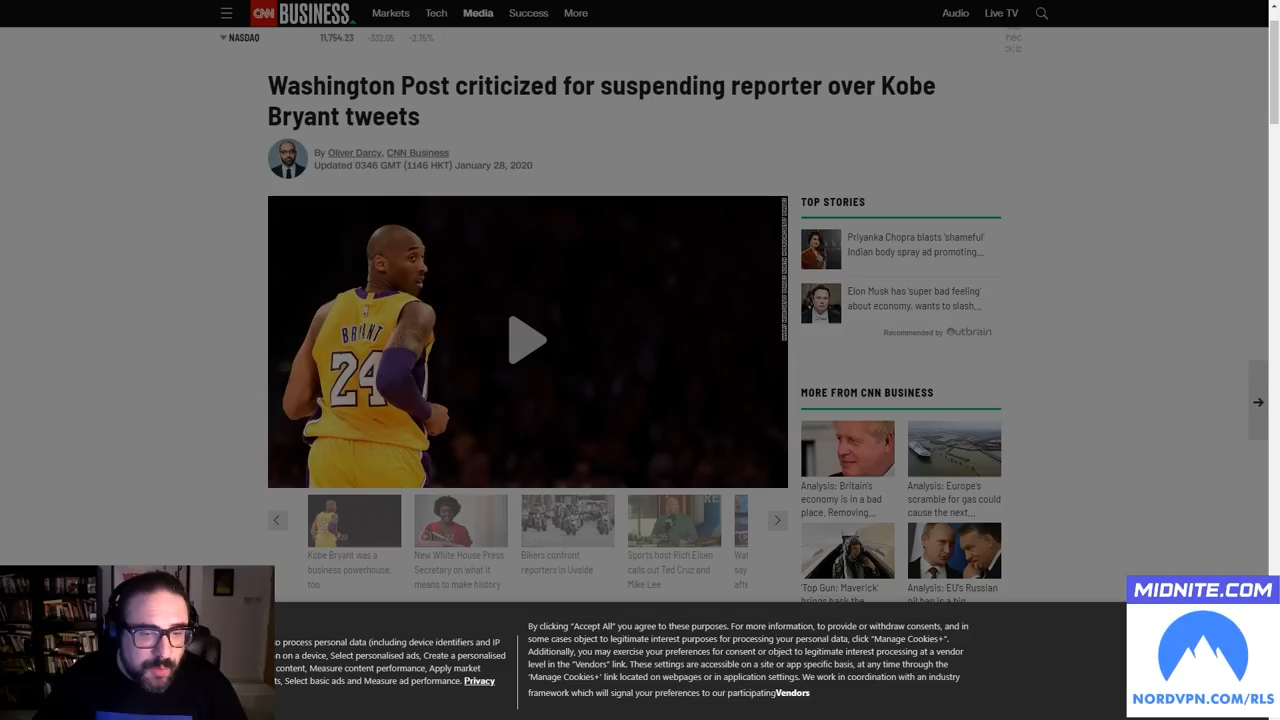 CNN BUSINESS
Markets
Tech
Media
Success
More
Audio
Live TV
NASDAQ
11,754.23
-332.05
-2.75%
Washington Post criticized for suspending reporter over Kobe
Bryant tweets
By Oliver Darcy, CNN Business
Updated 0346 GMT (1146 HKT) January 28, 2020
BRYANT
24
TOP STORIES
Priyanka Chopra blasts 'shameful'
Indian body spray ad promoting...
Elon Musk has 'super bad feeling'
about economy, wants to slash...
Recommended by Outbrain
MORE FROM CNN BUSINESS
Analysis: Britain's
economy is in a bad
place. Removing...
Analysis: Europe's
scramble for gas could
cause the next...
'Top Gun: Maverick'
brings back the
Analysis: EU's Russian
oil ban is a big
Kobe Bryant was a
business powerhouse,
too
New White House Press
Secretary on what it
means to make history
Bikers confront
reporters in Uvalde
Sports host Rich Eisen
calls out Ted Cruz and
Mike Lee
say
afte
to process personal data (including device identifiers and IP
on on a device, Select personalised ads, Create a personalised
content, Measure content performance, Apply market
ts, Select basic ads and Measure ad performance. Privacy
By clicking "Accept All" you agree to these purposes. For more information, to provide or withdraw consents, and in
some cases object to legitimate interest purposes for processing your personal data, click "Manage Cookies+".
Additionally, you may exercise your preferences for consent or object to legitimate interest processing at a vendor
level in the "Vendors" link. These settings are accessible on a site or app specific basis, at any time through the
'Manage Cookies+' link located on webpages or in application settings. We work in coordination with an industry
framework which will signal your preferences to our participating Vendors
MIDNITE.COM
NORDVPN.COM/RLS